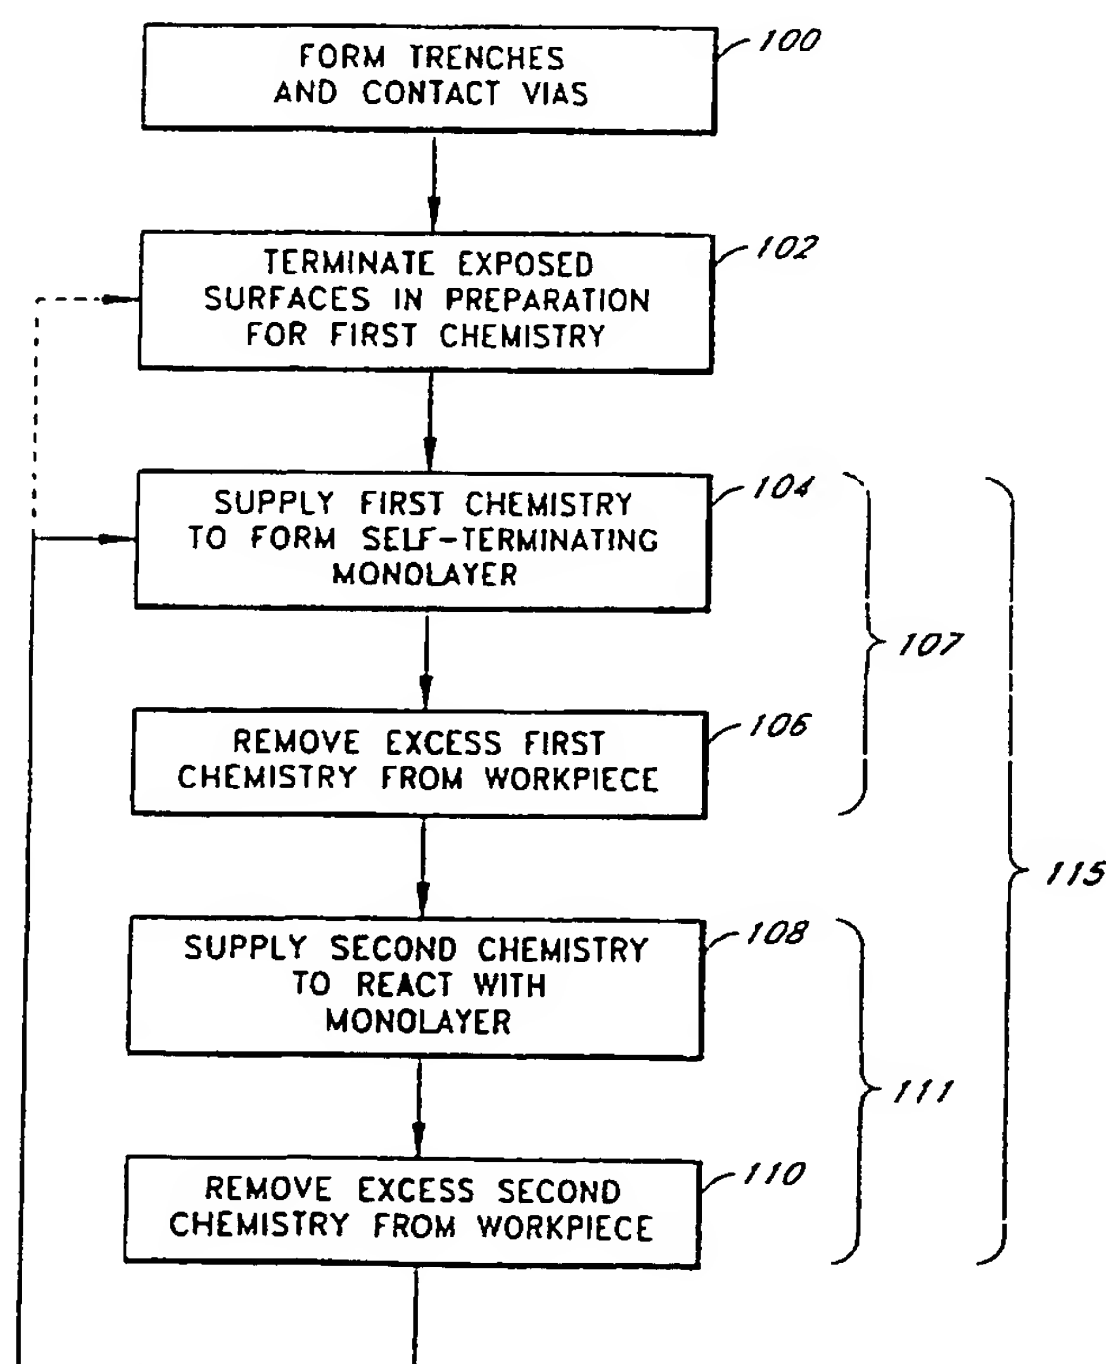 100
FORM TRENCHES
AND CONTACT VIAS
102
TERMINATE EXPOSED
SURFACES IN PREPARATION
FOR FIRST CHEMISTRY
104
SUPPLY FIRST CHEMISTRY
TO FORM SELF-TERMINATING
MONOLAYER
107
106
REMOVE EXCESS FIRST
CHEMISTRY FROM WORKPIECE
115
108
SUPPLY SECOND CHEMISTRY
TO REACT WITH
MONOLAYER
111
110
REMOVE EXCESS SECOND
CHEMISTRY FROM WORKPIECE